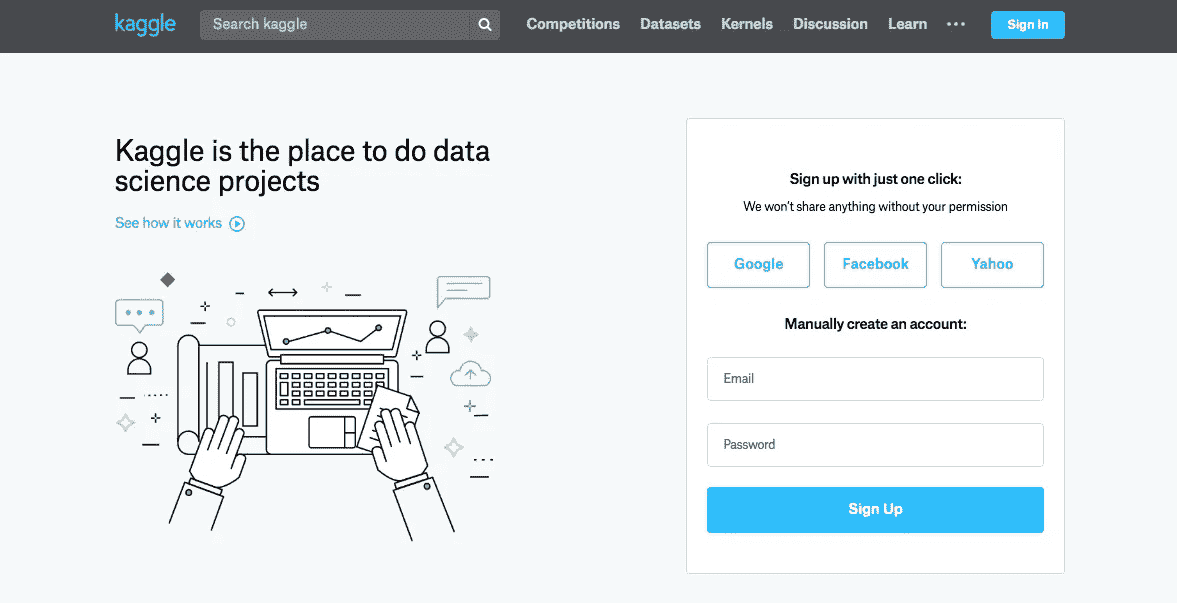 kaggle
Search kaggle
Competitions
Datasets
Kernels
Discussion
Learn
Sign In
Kaggle is the place to do data
science projects
See how it works
Sign up with just one click:
We won't share anything without your permission
Google
Facebook
Yahoo
Manually create an account:
Email
Password
Sign Up